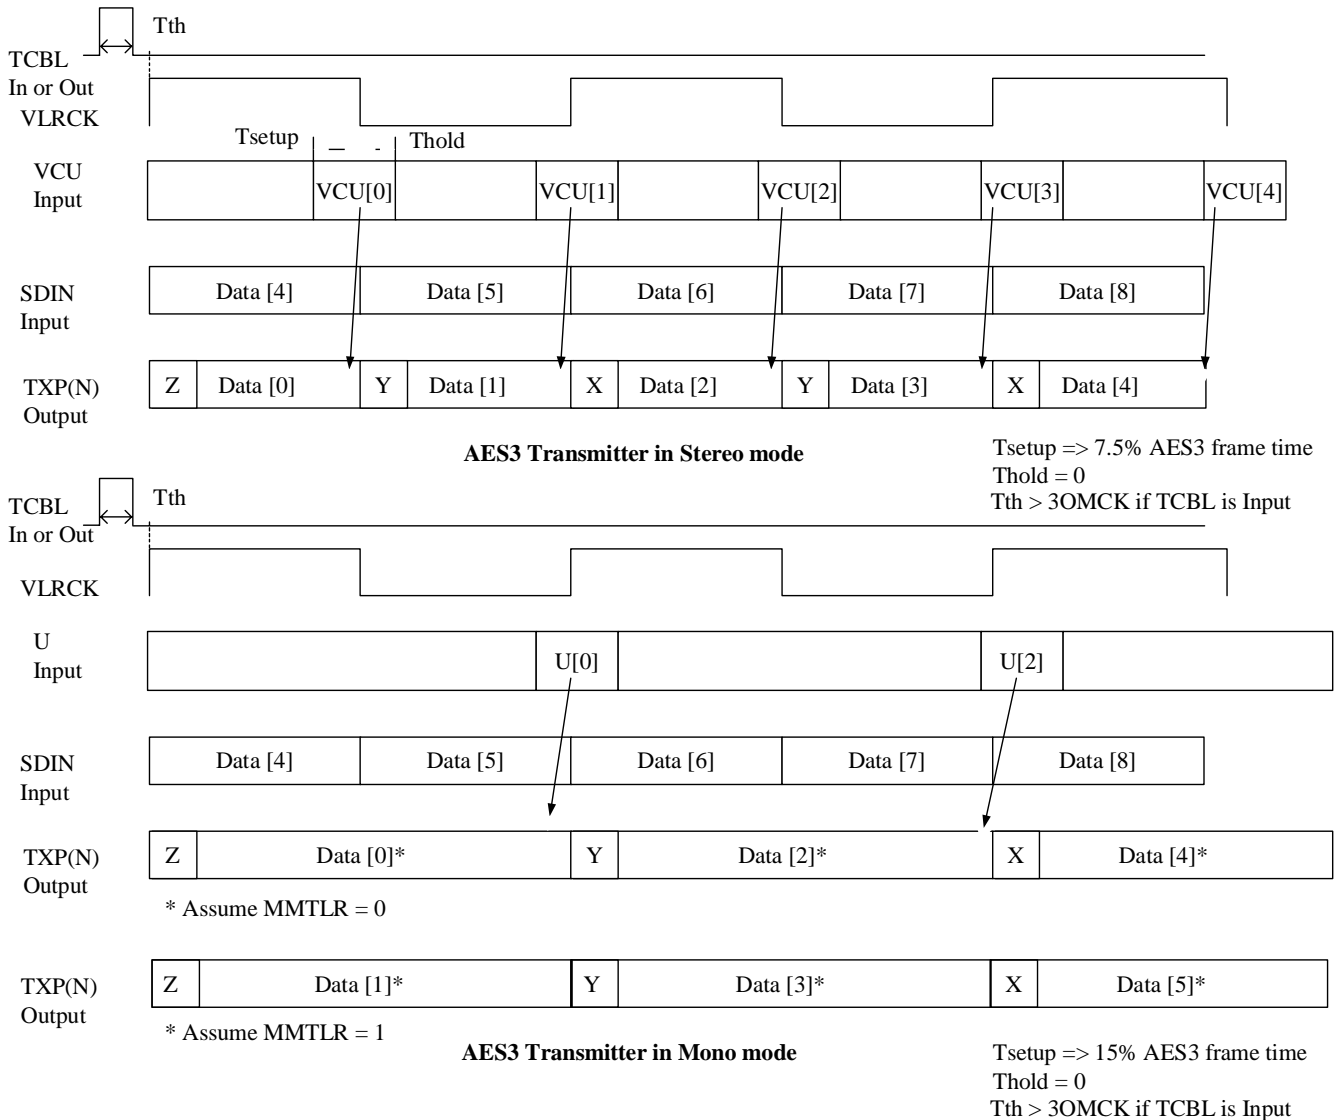 Tth
TCBL
In or Out
VLRCK
Tsetup Thold
VCU
Input
VCU[0] VCU[1] VCU[2] VCU[3] VCU[4]
SDIN
Input
Data [4] Data [5] Data [6] Data [7] Data [8]
TXP(N)
Output
Z Data [0] Y Data [1] X Data [2] Y Data [3] X Data [4]
AES3 Transmitter in Stereo mode
Tsetup => 7.5% AES3 frame time
Thold = 0
Tth > 3OMCK if TCBL is Input
Tth
TCBL
In or Out
VLRCK
U
Input
U[0] U[2]
SDIN
Input
Data [4] Data [5] Data [6] Data [7] Data [8]
TXP(N)
Output
Z Data [0]* Y Data [2]* X Data [4]*
* Assume MMTLR = 0
TXP(N)
Output
Z Data [1]* Y Data [3]* X Data [5]*
* Assume MMTLR = 1
AES3 Transmitter in Mono mode
Tsetup => 15% AES3 frame time
Thold = 0
Tth > 3OMCK if TCBL is Input